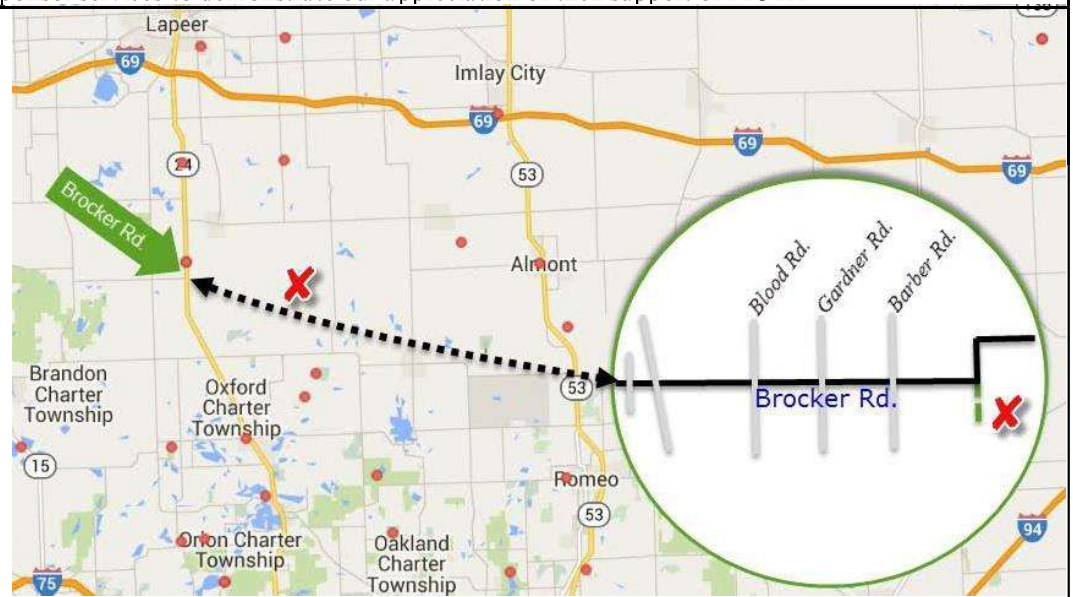 Lapeer
69
Imlay City
69
69
24
53
69
Brocker Rd.
Blood Rd.
Gardner Rd.
Barber Rd.
Almont
Brandon
Charter
Township
Oxford
Charter
Township
53
Brocker Rd.
15
Romeo
53
94
Orion Charter
Township
Oakland
Charter
Township
75